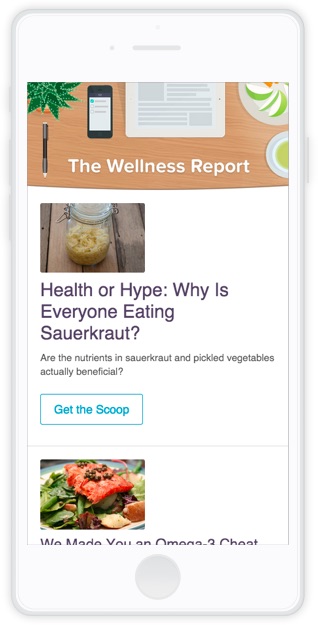 The Wellness Report
Health or Hype: Why Is
Everyone Eating
Sauerkraut?
Are the nutrients in sauerkraut and pickled vegetables
actually beneficial?
Get the Scoop
We Made You an Omega-3 Cheat